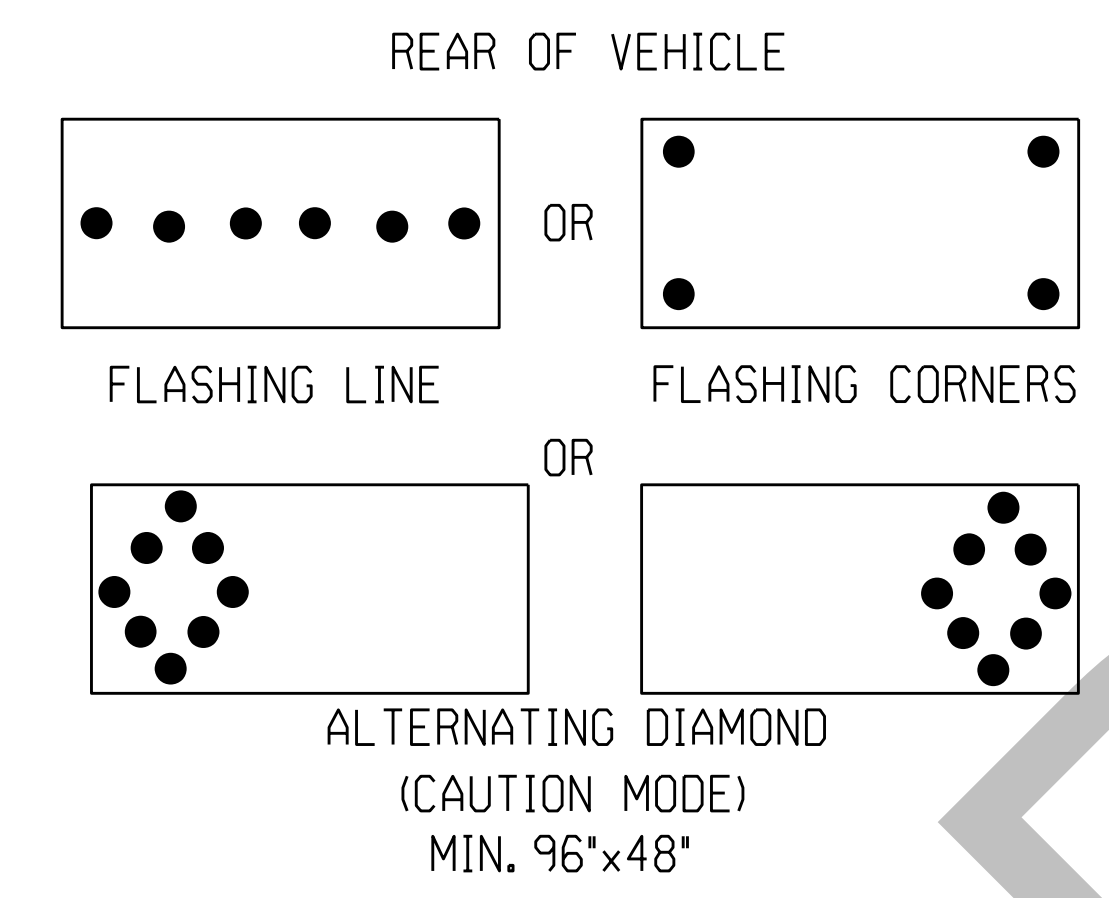 REAR OF VEHICLE
OR
FLASHING LINE
FLASHING CORNERS
OR
ALTERNATING DIAMOND
(CAUTION MODE)
MIN. 96"x48"